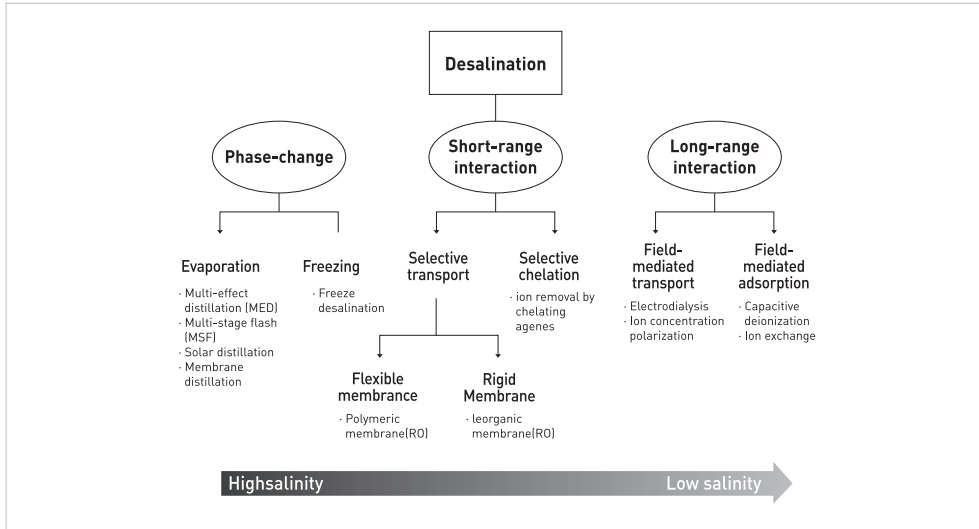 Desalination
Phase-change
Short-range
interaction
Long-range
interaction
Evaporation
· Multi-effect
distillation (MED)
· Multi-stage flash
(MSF)
· Solar distillation
· Membrane
distillation
Freezing
· Freeze
desalination
Selective
transport
Selective
chelation
· ion removal by
chelating
agenes
Field-
mediated
transport
· Electrodialysis
· Ion concentration
polarization
Field-
mediated
adsorption
· Capacitive
deionization
· Ion exchange
Flexible
membrance
· Polymeric
membrane(RO)
Rigid
Membrane
· leorganic
membrane(RO)
Highsalinity
Low salinity